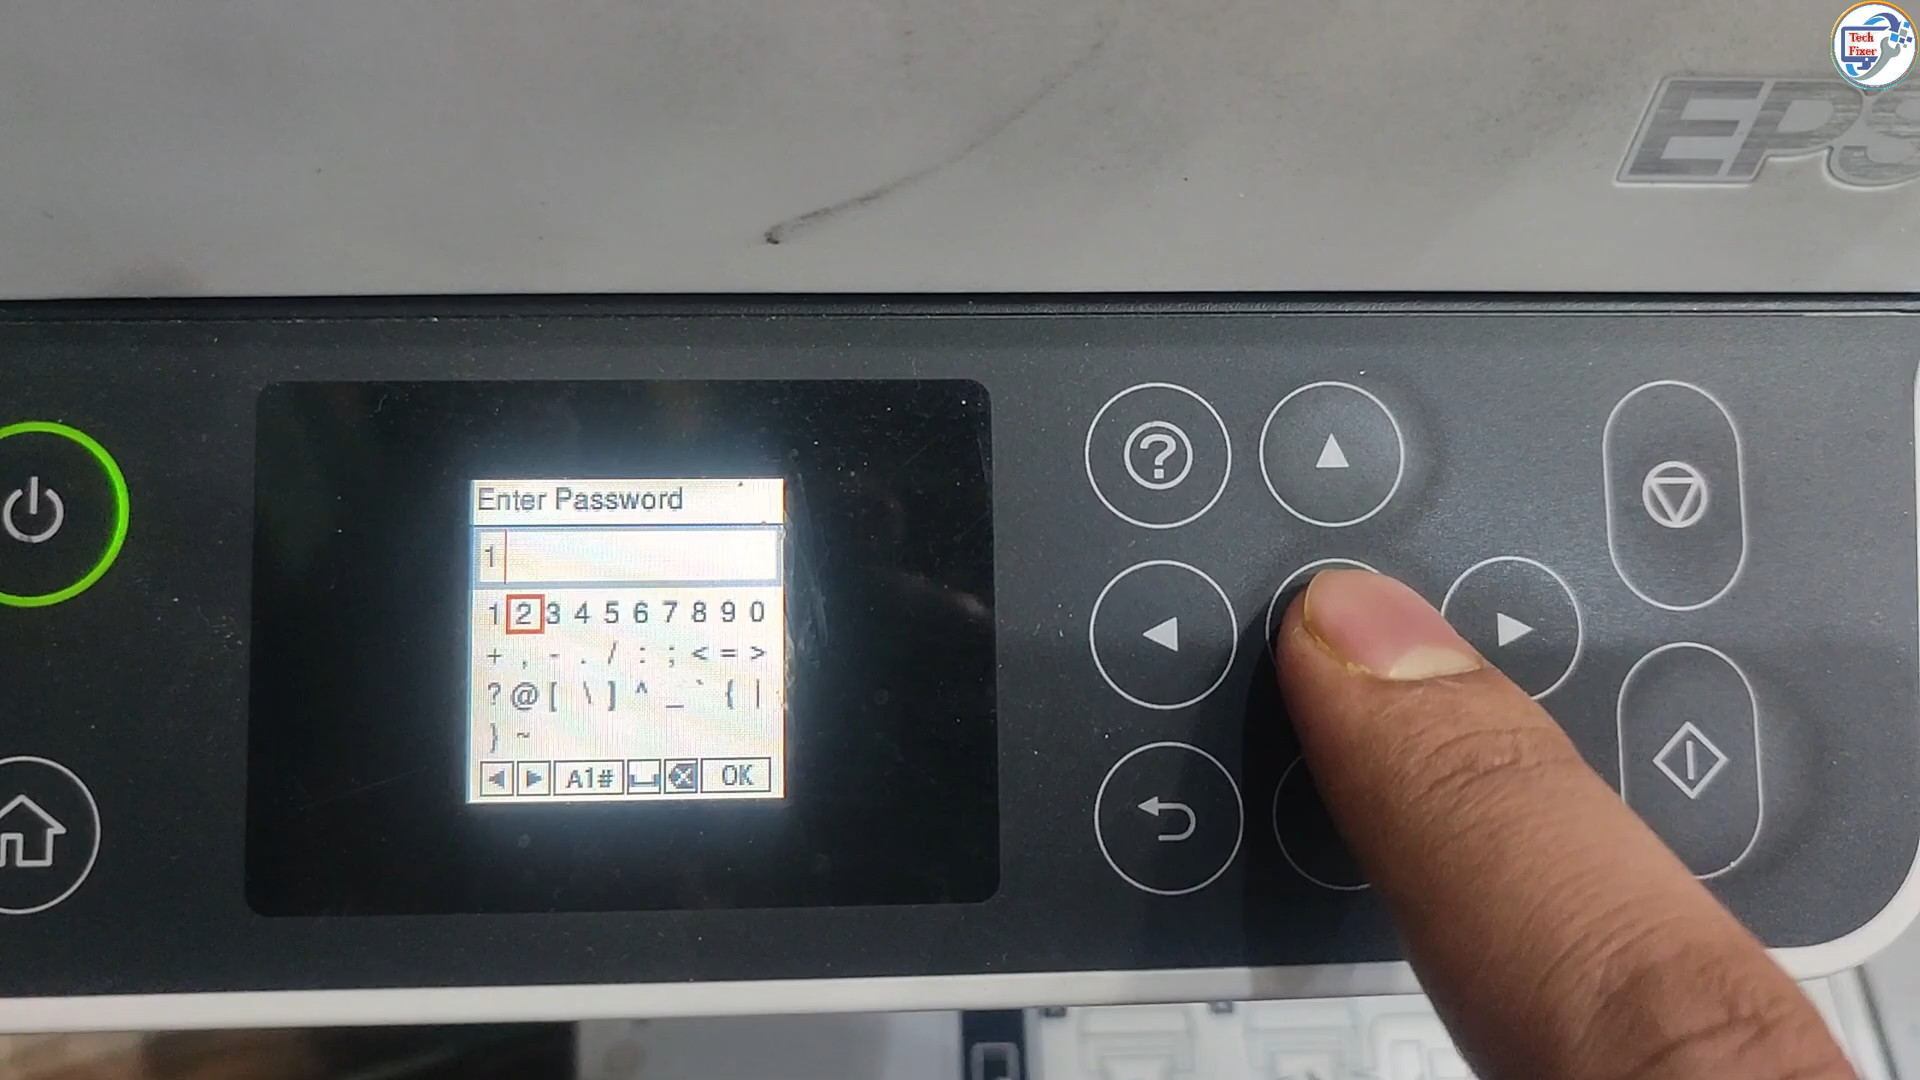 Tech
Fixer
EPS
Enter Password
1
1 2 3 4 5 6 7 8 9 0
+ , - . / : ; < = >
? @ [ \ ] ^ _ ` { |
} ~
A1# OK